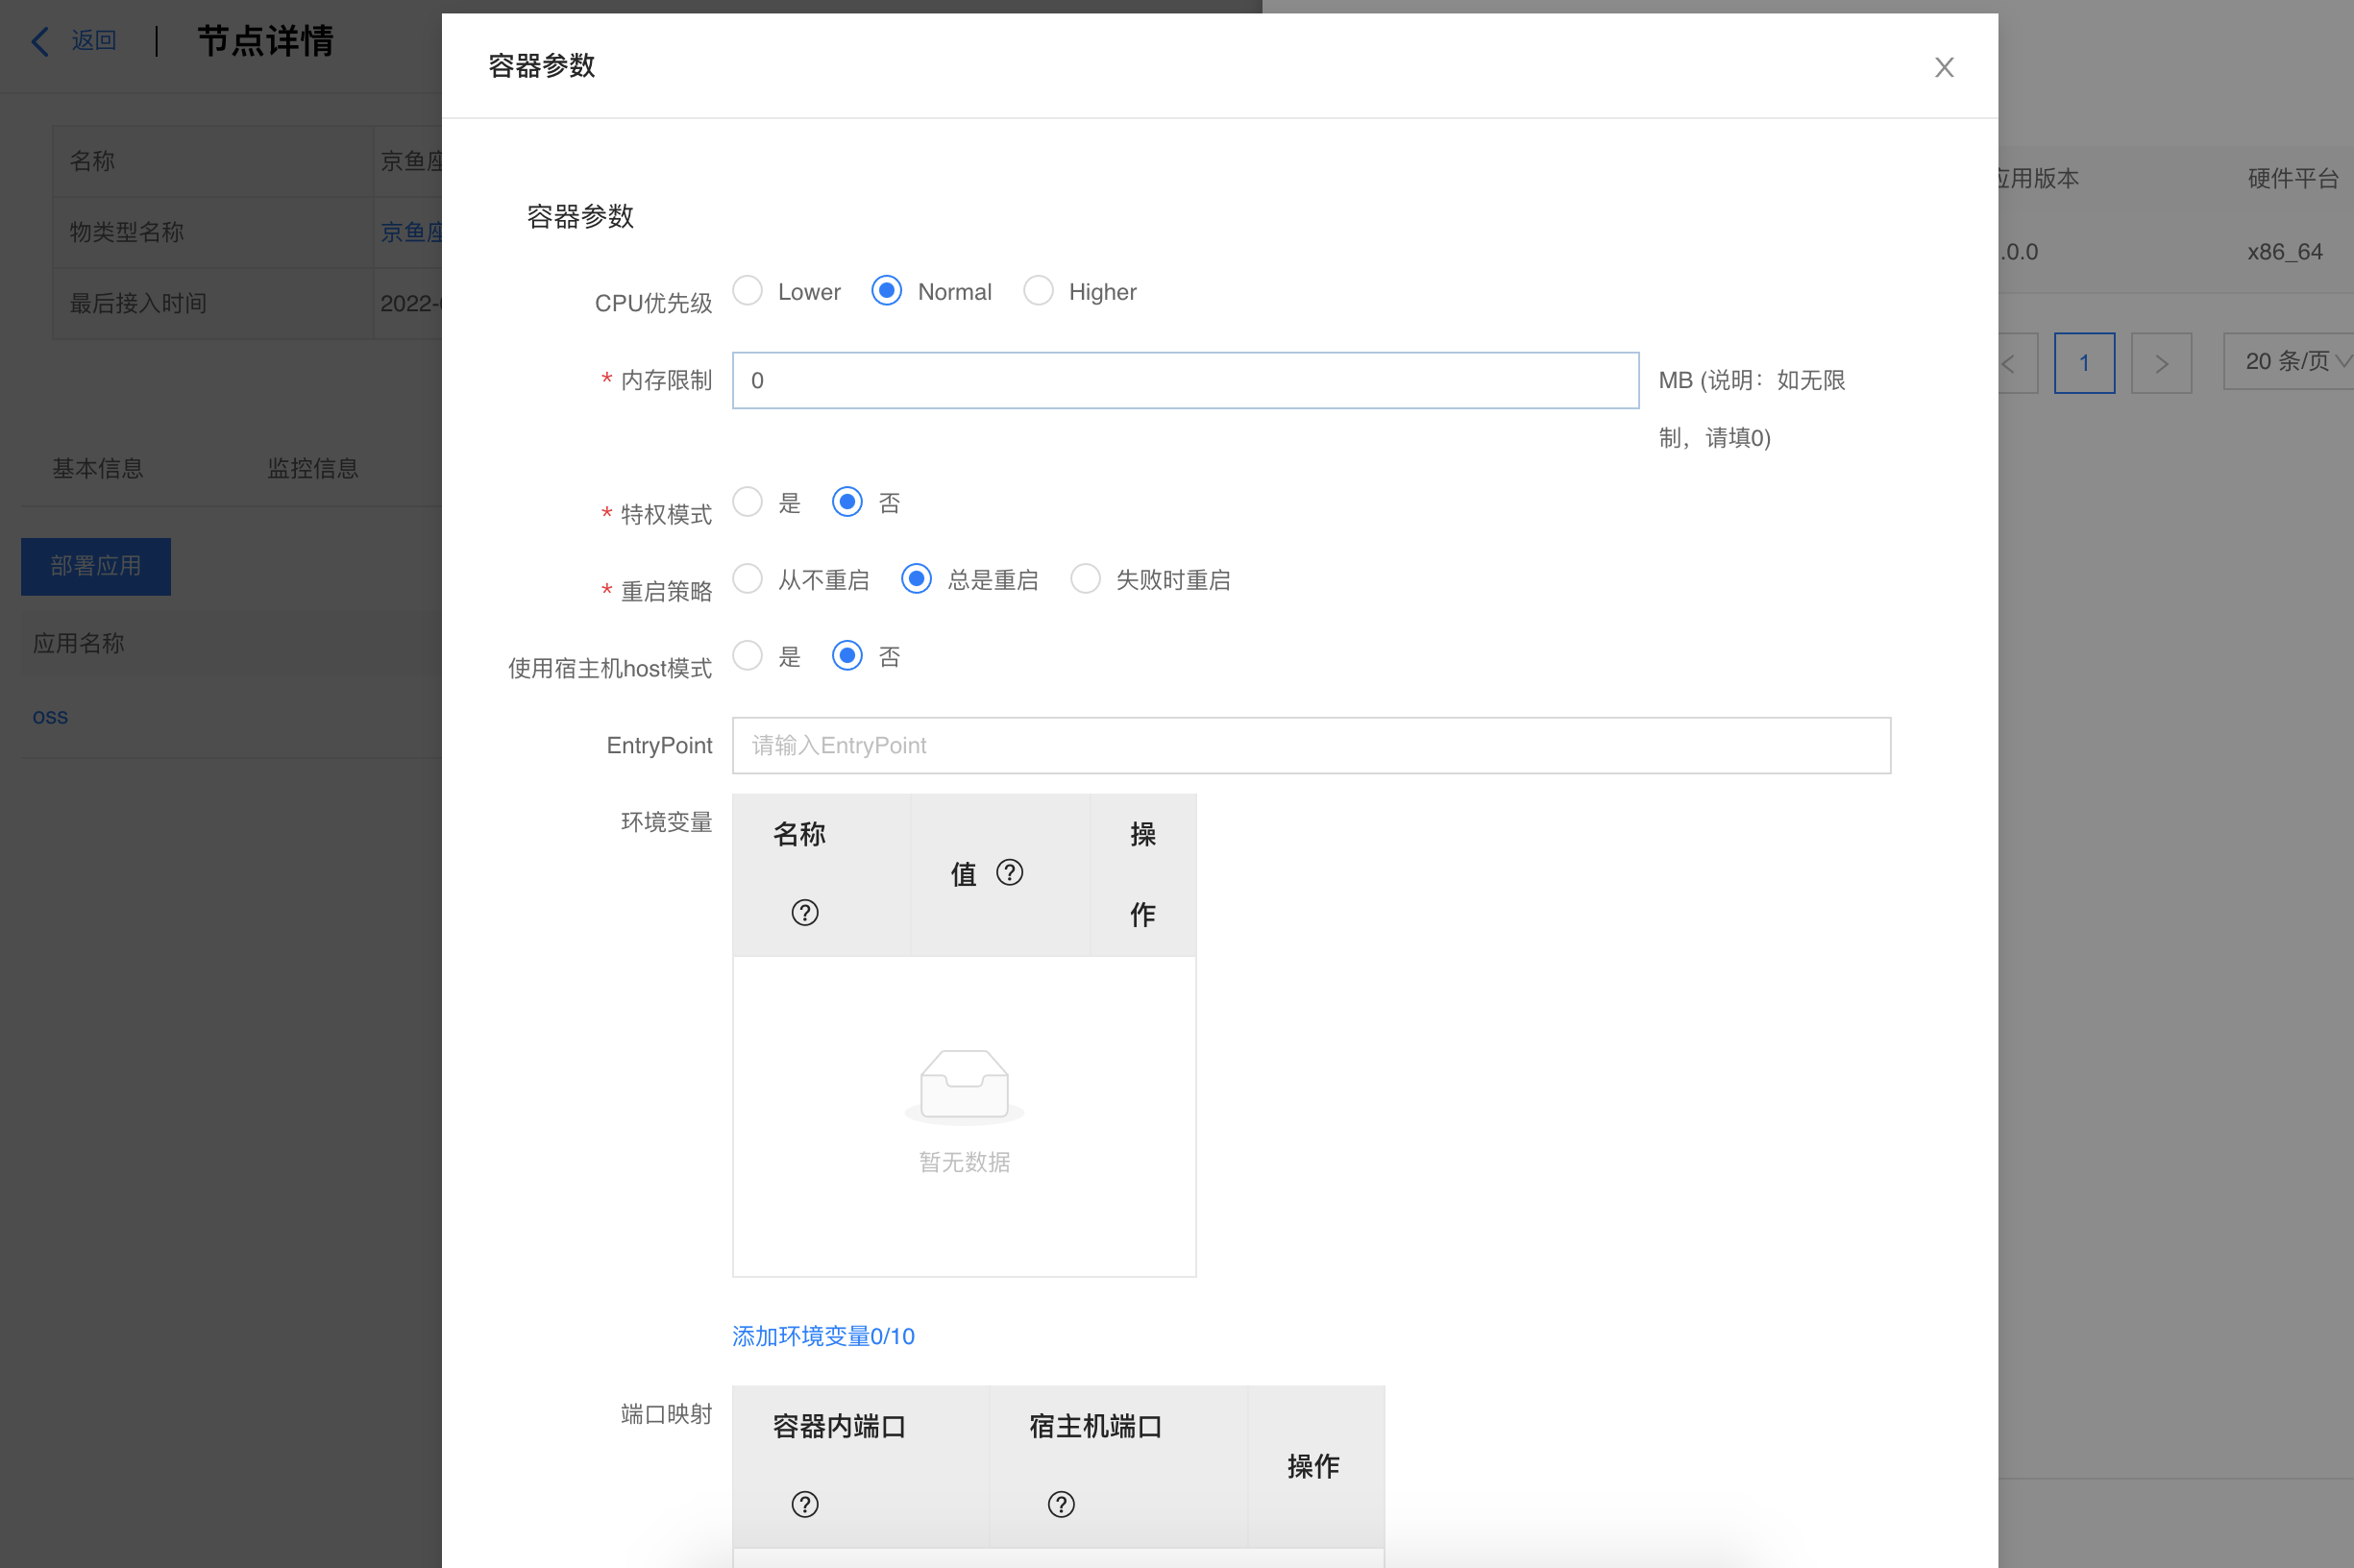 返回
节点详情
名称
京鱼座
物类型名称
京鱼座
最后接入时间
2022-
基本信息
监控信息
部署应用
应用名称
oss
容器参数
容器参数
CPU优先级
Lower
Normal
Higher
* 内存限制
0
MB (说明：如无限
制，请填0)
* 特权模式
是
否
* 重启策略
从不重启
总是重启
失败时重启
使用宿主机host模式
是
否
EntryPoint
请输入EntryPoint
环境变量
名称
值
操
作
暂无数据
添加环境变量0/10
端口映射
容器内端口
宿主机端口
操作
应用版本
硬件平台
.0.0
x86_64
1
20 条/页